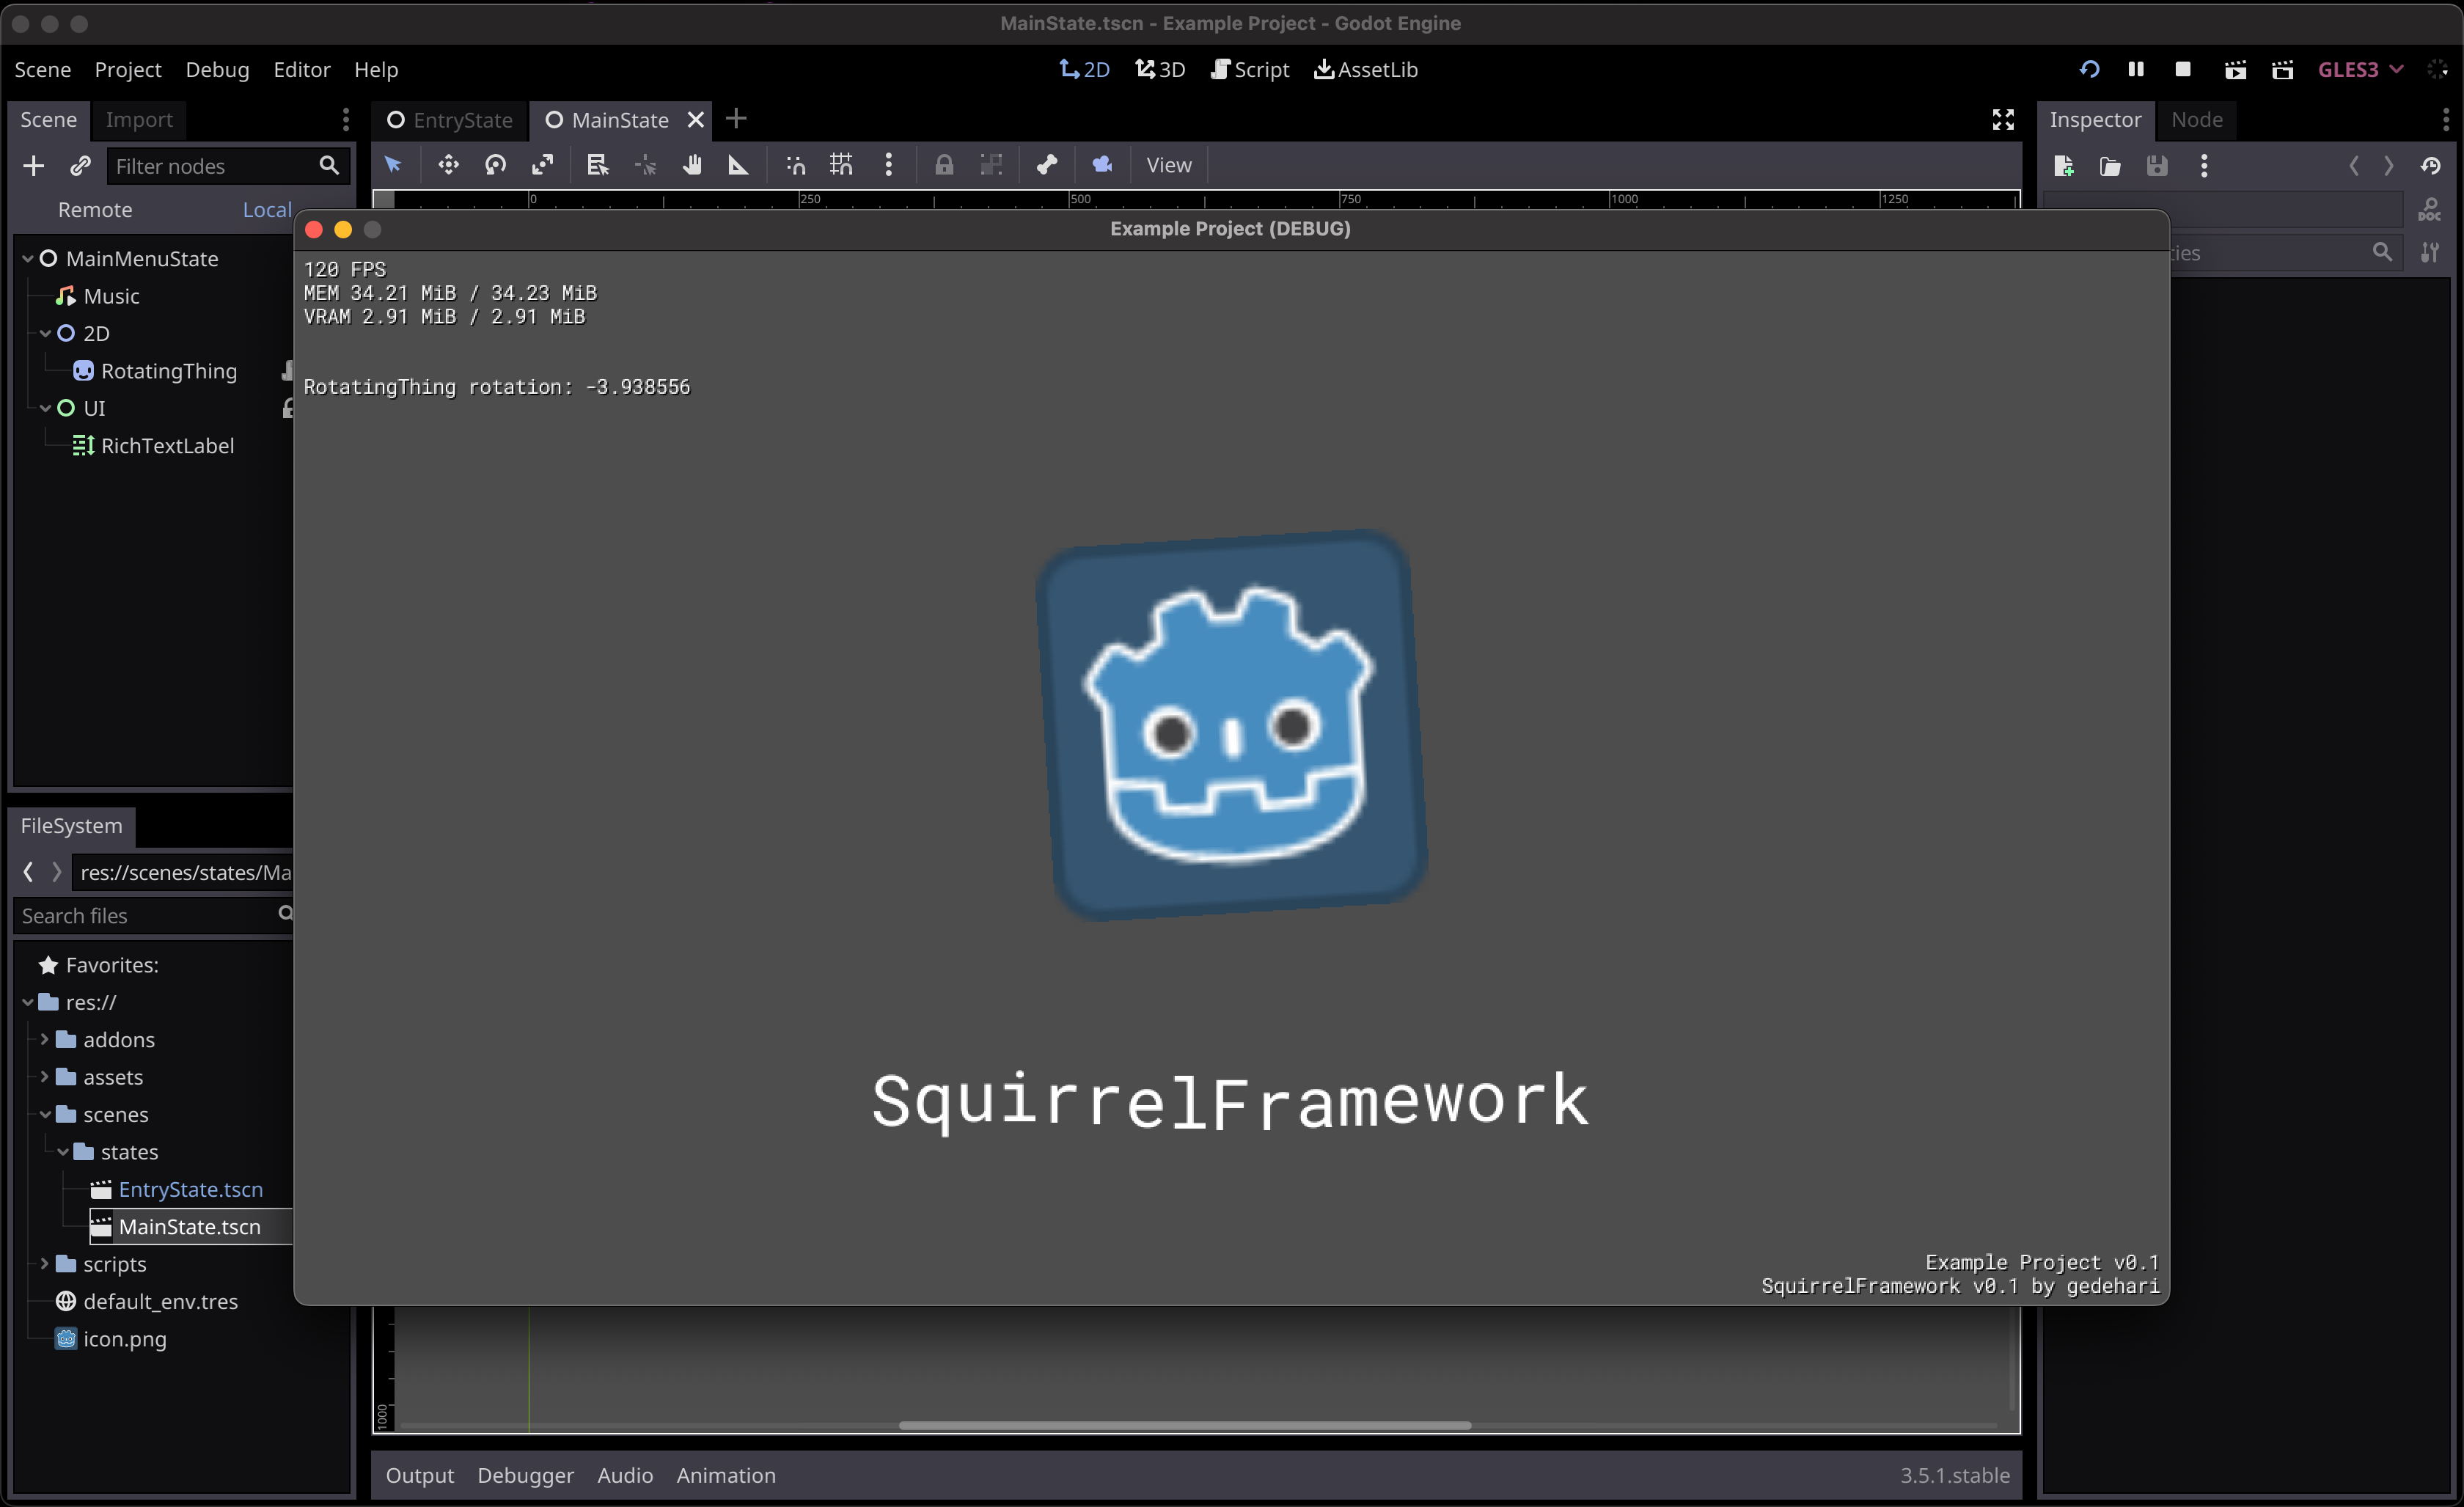 MainState.tscn - Example Project - Godot Engine
Scene Project Debug Editor Help
2D 3D Script AssetLib
GLES3
Scene Import
EntryState MainState
Inspector Node
Filter nodes
View
Remote Local
0 250 500 750 1000 1250
DOC
MainMenuState
Music
2D
RotatingThing
UI
RichTextLabel
Example Project (DEBUG)
120 FPS
MEM 34.21 MiB / 34.23 MiB
VRAM 2.91 MiB / 2.91 MiB
RotatingThing rotation: -3.938556
SquirrelFramework
Example Project v0.1
SquirrelFramework v0.1 by gedehari
ties
FileSystem
res://scenes/states/Ma
Search files
Favorites:
res://
addons
assets
scenes
states
EntryState.tscn
MainState.tscn
scripts
default_env.tres
icon.png
1000
Output Debugger Audio Animation
3.5.1.stable